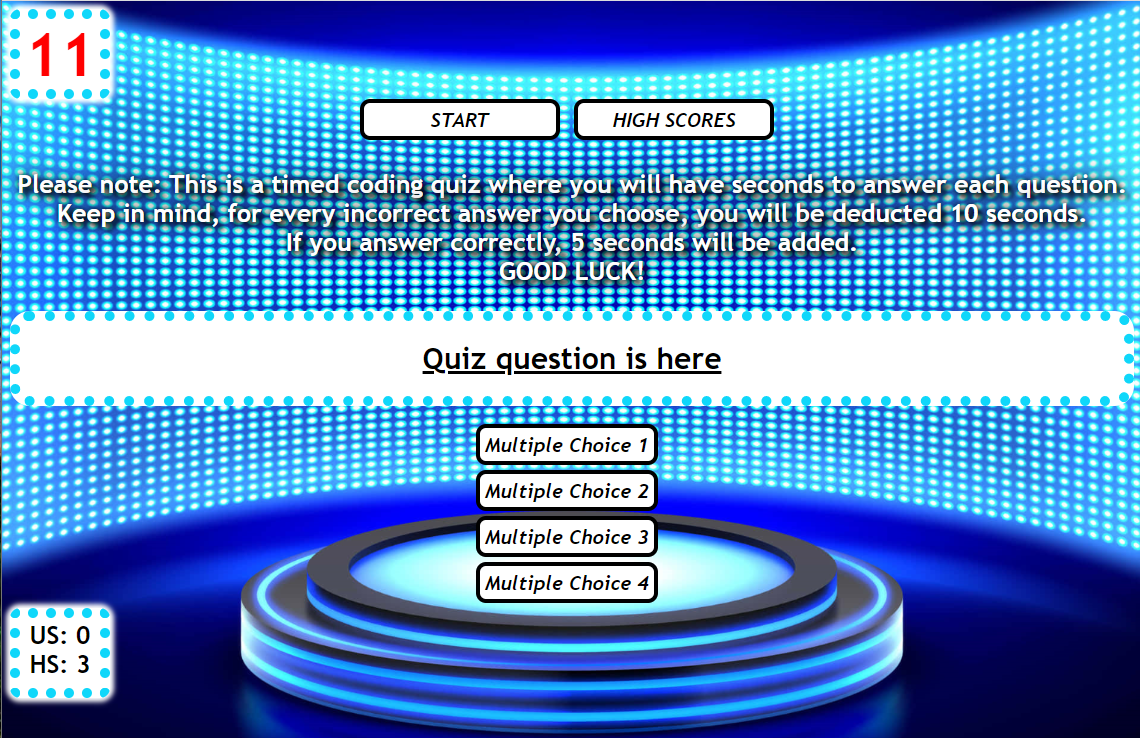 11
START
HIGH SCORES
Please note: This is a timed coding quiz where you will have seconds to answer each question.
Keep in mind, for every incorrect answer you choose, you will be deducted 10 seconds.
If you answer correctly, 5 seconds will be added.
GOOD LUCK!
Quiz question is here
Multiple Choice 1
Multiple Choice 2
Multiple Choice 3
Multiple Choice 4
US: 0
HS: 3